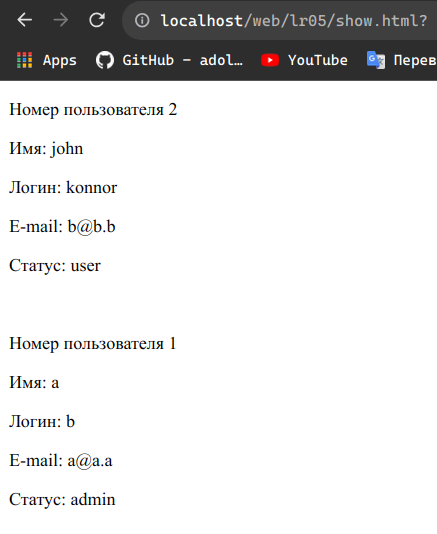 localhost/web/lr05/show.html?
Apps GitHub - adol… YouTube Перев
Номер пользователя 2
Имя: john
Логин: konnor
E-mail: b@b.b
Статус: user
Номер пользователя 1
Имя: a
Логин: b
E-mail: a@a.a
Статус: admin